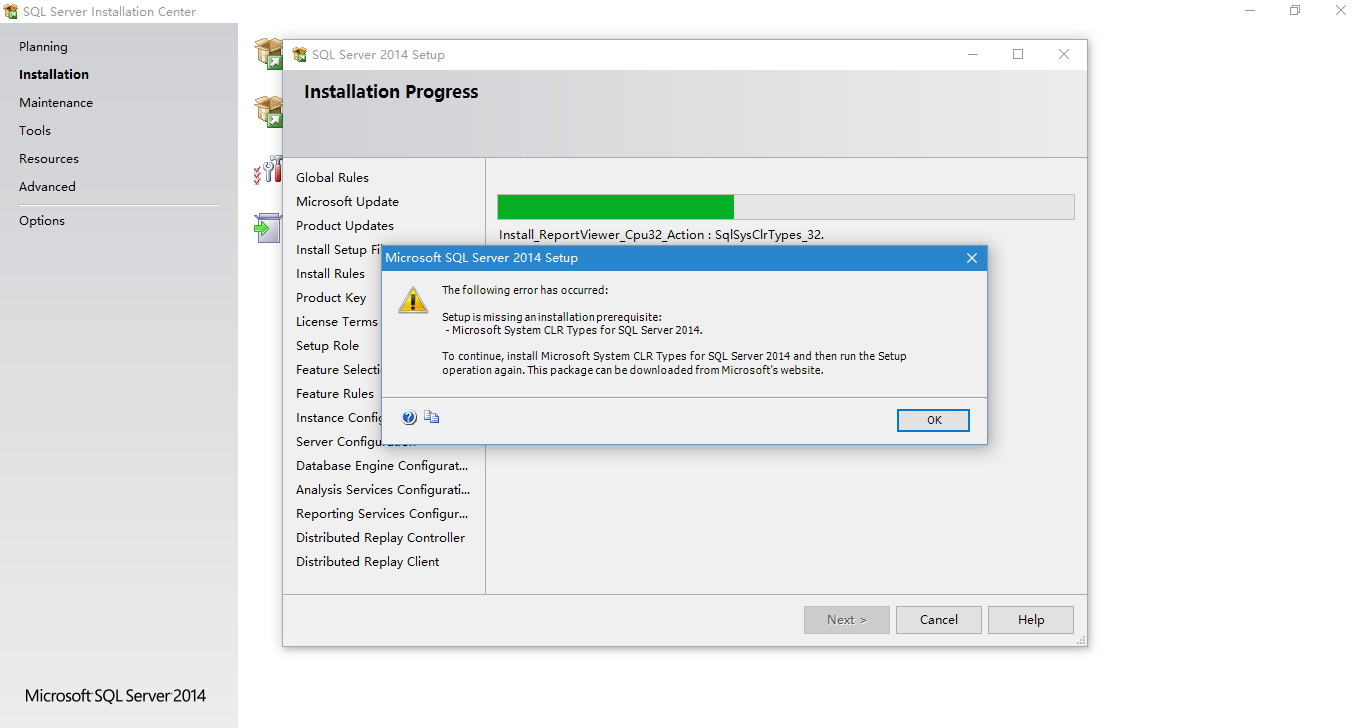 SQL Server Installation Center
Planning
Installation
Maintenance
Tools
Resources
Advanced
Options
Microsoft SQL Server 2014
SQL Server 2014 Setup
Installation Progress
Global Rules
Microsoft Update
Product Updates
Install Setup Fi
Install Rules
Product Key
License Terms
Setup Role
Feature Selecti
Feature Rules
Instance Config
Server Configuration
Database Engine Configurat...
Analysis Services Configurati...
Reporting Services Configur...
Distributed Replay Controller
Distributed Replay Client
Install_ReportViewer_Cpu32_Action : SqlSysClrTypes_32.
Microsoft SQL Server 2014 Setup
The following error has occurred:
Setup is missing an installation prerequisite:
- Microsoft System CLR Types for SQL Server 2014.
To continue, install Microsoft System CLR Types for SQL Server 2014 and then run the Setup
operation again. This package can be downloaded from Microsoft's website.
OK
Next >
Cancel
Help